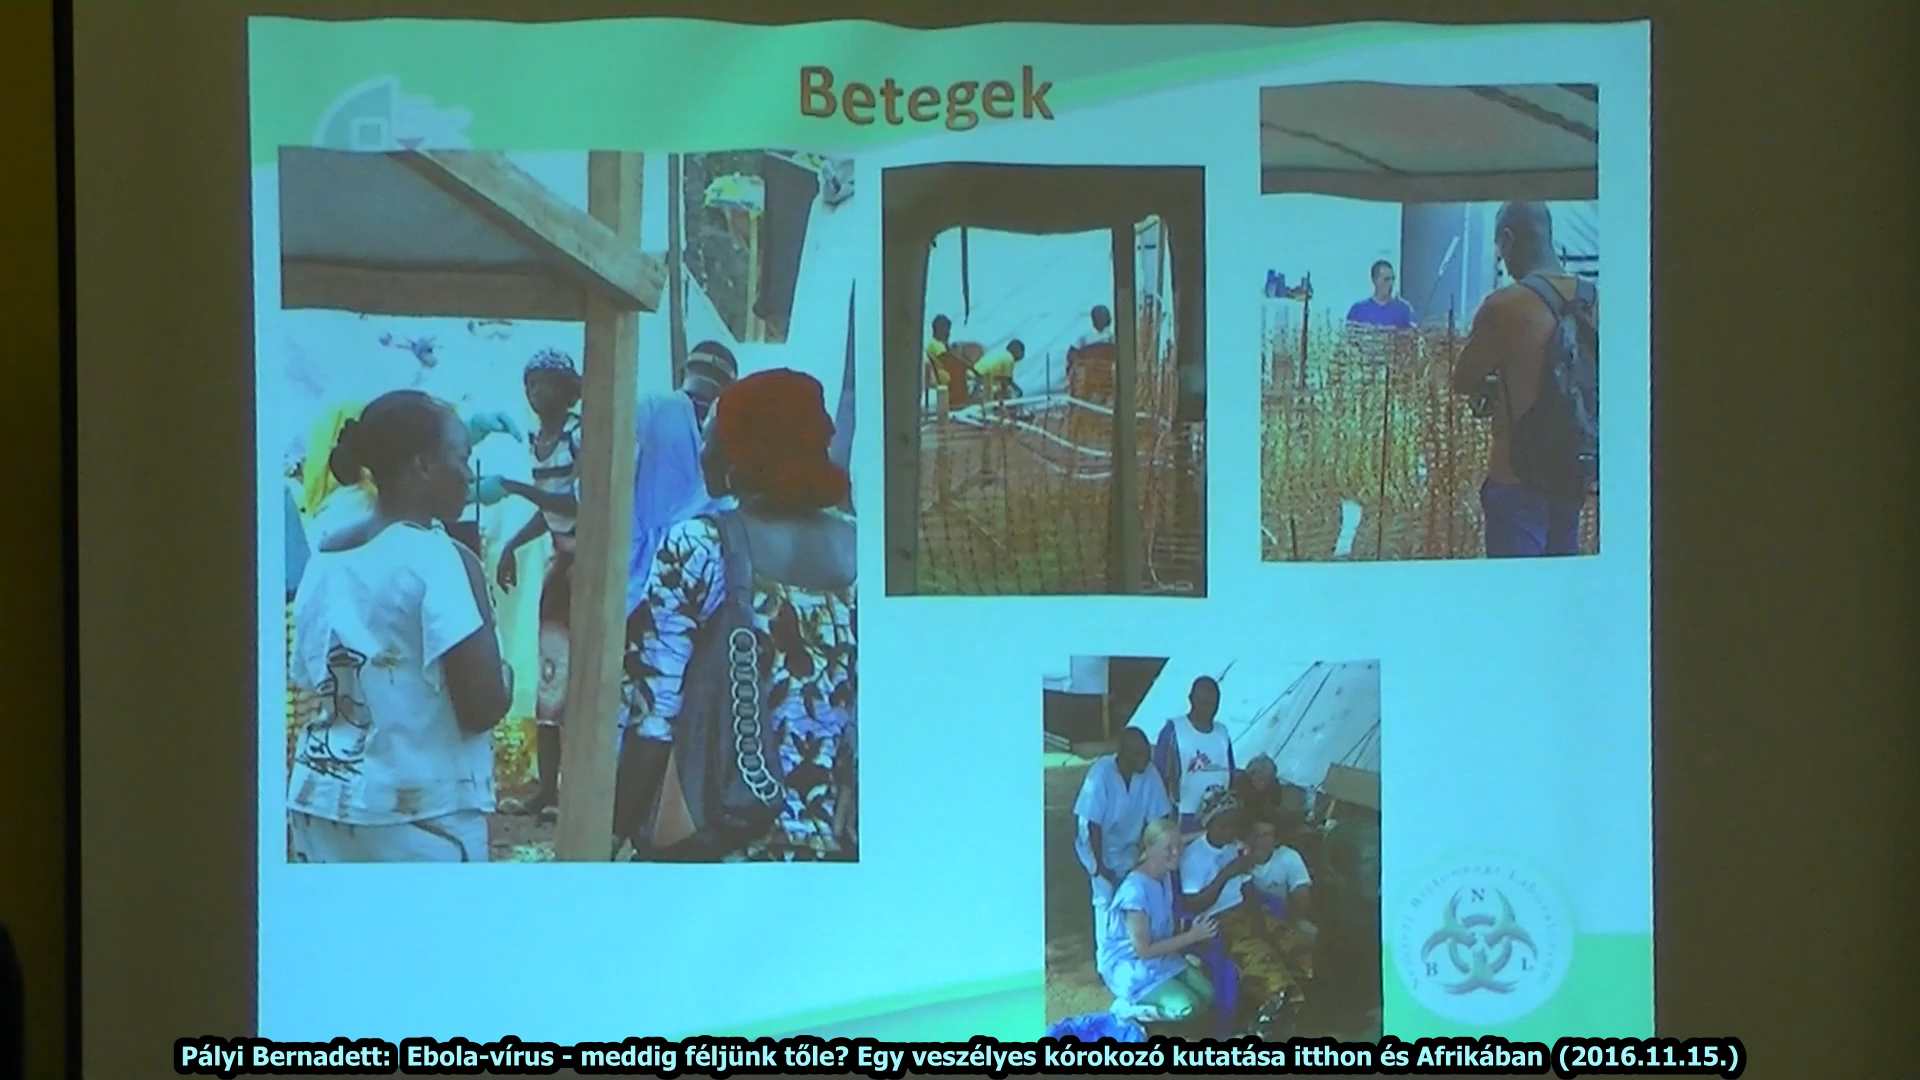 Betegek
N
B L
Pályi Bernadett: Ebola-vírus - meddig féljünk tőle? Egy veszélyes kórokozó kutatása itthon és Afrikában (2016.11.15.)